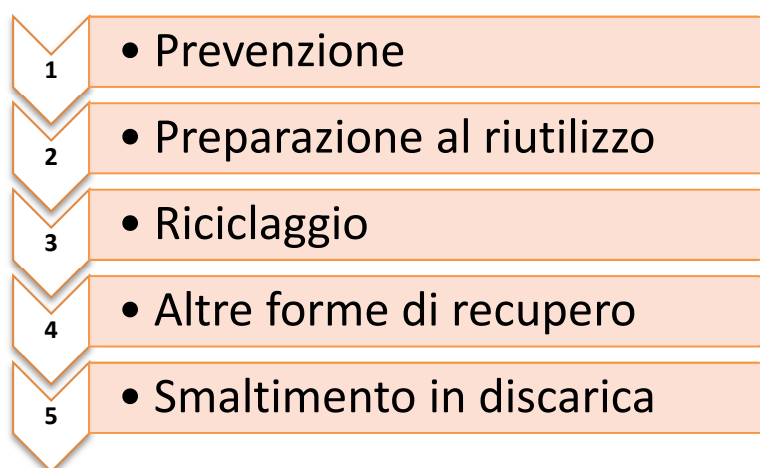 1 • Prevenzione
2 • Preparazione al riutilizzo
3 • Riciclaggio
4 • Altre forme di recupero
5 • Smaltimento in discarica